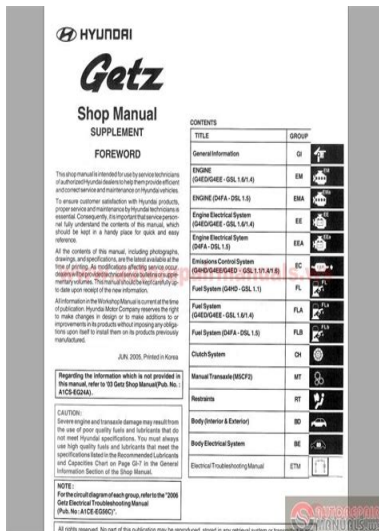 HYUNDAI
Getz
Shop Manual
SUPPLEMENT
FOREWORD
This shop manual is intended for use by service technicians
of authorized Hyundai dealers to help them provide efficient
and correct service and maintenance on Hyundai vehicles.
To ensure customer satisfaction with Hyundai products,
proper service and maintenance by Hyundai technicians is
essential. Consequently, it is important that service person-
nel fully understand the contents of this manual, which
should be kept in a handy place for quick and easy
reference.
All the contents of this manual, including photographs,
drawings, and specifications, are the latest available at the
time of printing. As modifications affecting service occur,
mentary volumes. This manual should be kept carefully up
to date upon receipt of the new information.
All information in the Workshop Manual is current at the time
of publication. Hyundai Motor Company reserves the right
to make changes in design or to make additions to or
improvements in its products without imposing any obliga-
tions upon itself to install them on its products previously
manufactured.
JUN. 2005, Printed in Korea
Regarding the information which is not provided in
this manual, refer to '03 Getz Shop Manual(Pub. No. :
A1CS-EG24A).
CAUTION:
Severe engine and transaxle damage may result from
the use of poor quality fuels and lubricants that do
not meet Hyundai specifications. You must always
use high quality fuels and lubricants that meet the
specifications listed in the Recommended Lubricants
and Capacities Chart on Page GI-7 in the General
Information Section of the Shop Manual.
NOTE :
For the circuit diagram of each group, refer to the "2006
Getz Electrical Troubleshooting Manual
(Pub. No : A1CE-EG56C)".
CONTENTS
TITLE GROUP
General Information GI
ENGINE
(G4ED/G4EE - GSL 1.6/1.4) EM
ENGINE (D4FA - DSL 1.5) EMA
Engine Electrical System
(G4ED/G4EE - GSL 1.6/1.4) EE
Engine Electrical System
(D4FA - DSL 1.5) EEA
Emissions Control System
(G4HD/G4EE/G4ED - GSL 1.1/1.4/1.6) EC
Fuel System (G4HD - GSL 1.1) FL
Fuel System
(G4ED/G4EE - GSL 1.6/1.4) FLA
Fuel System (D4FA - DSL 1.5) FLB
Clutch System CH
Manual Transaxle (M5CF2) MT
Restraints RT
Body (Interior & Exterior) BD
Body Electrical System BE
Electrical Troubleshooting Manual ETM